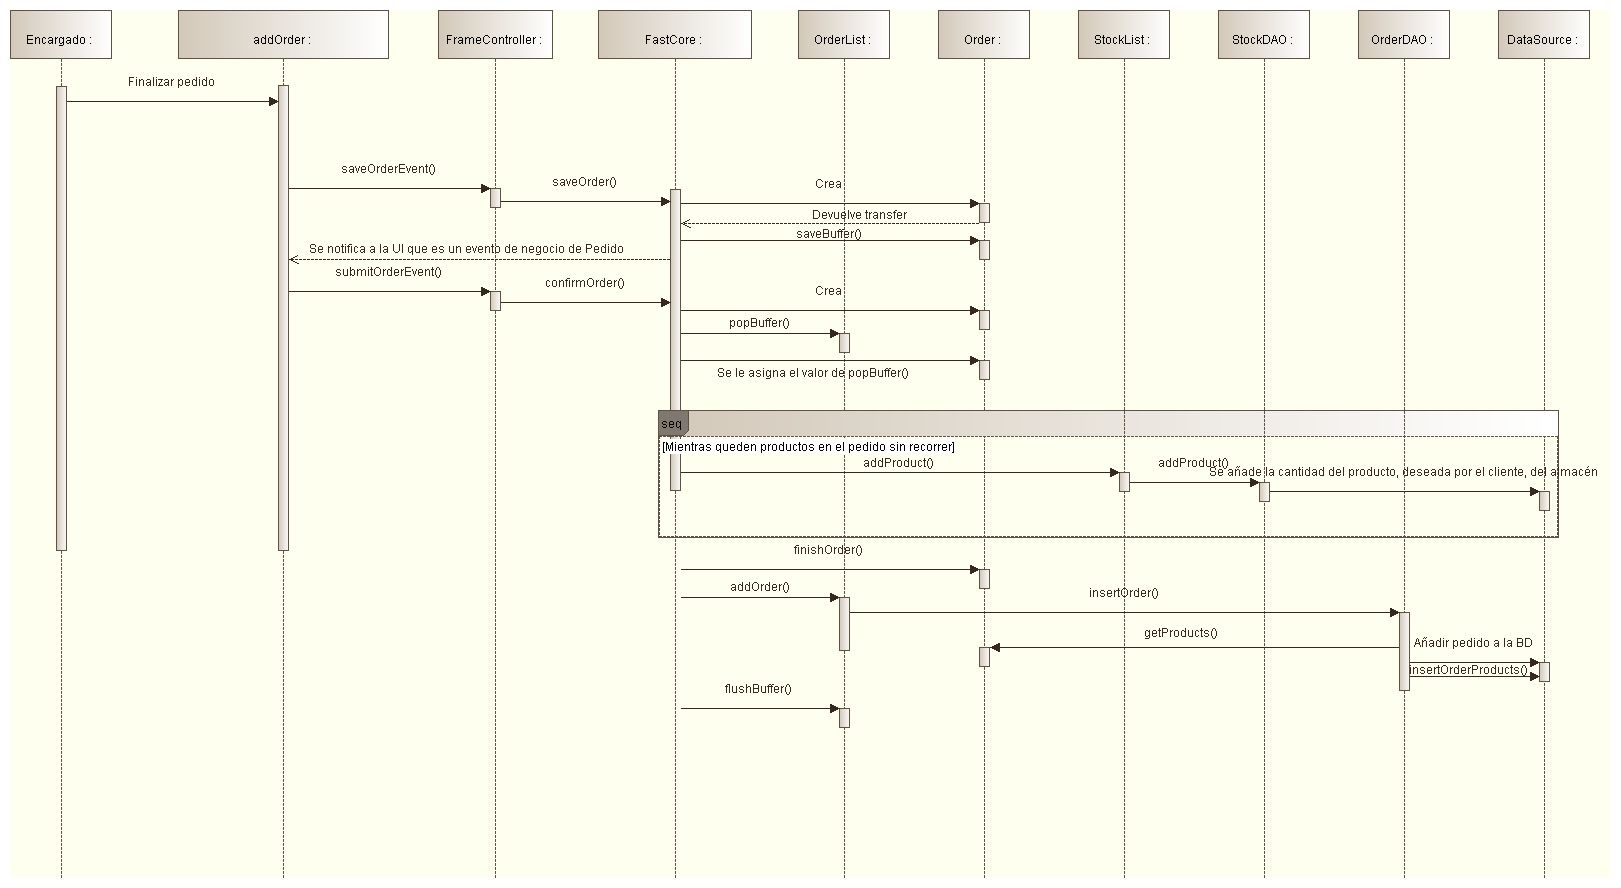 Encargado :
addOrder :
FrameController :
FastCore :
OrderList :
Order :
StockList :
StockDAO :
OrderDAO :
DataSource :
Finalizar pedido
saveOrderEvent()
saveOrder()
Crea
Devuelve transfer
saveBuffer()
Se notifica a la UI que es un evento de negocio de Pedido
submitOrderEvent()
confirmOrder()
Crea
popBuffer()
Se le asigna el valor de popBuffer()
seq
[Mientras queden productos en el pedido sin recorrer]
addProduct()
addProduct()
Se añade la cantidad del producto, deseada por el cliente, del almacén
finishOrder()
addOrder()
insertOrder()
getProducts()
Añadir pedido a la BD
insertOrderProducts()
flushBuffer()